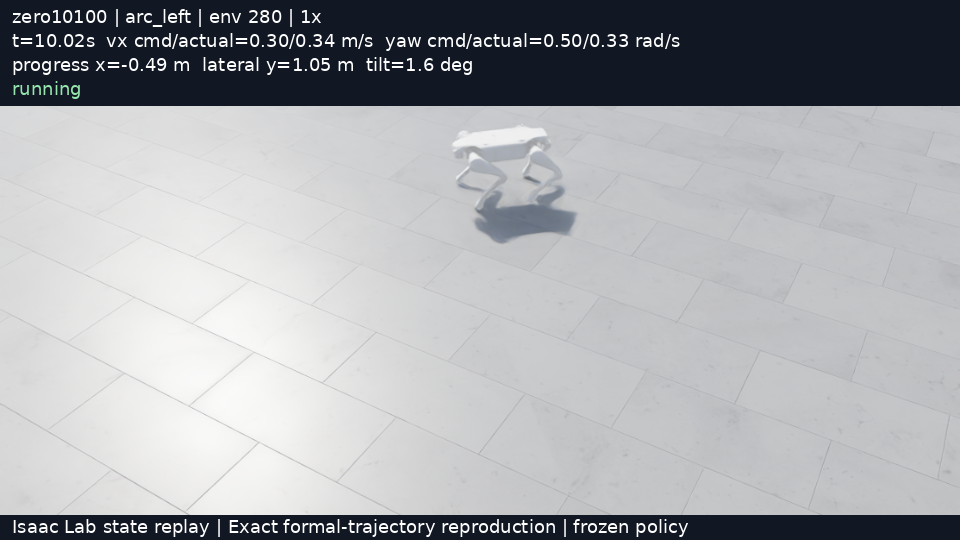 zero10100 | arc_left | env 280 | 1x
t=10.02s  vx cmd/actual=0.30/0.34 m/s  yaw cmd/actual=0.50/0.33 rad/s
progress x=-0.49 m  lateral y=1.05 m  tilt=1.6 deg
running
Isaac Lab state replay | Exact formal-trajectory reproduction | frozen policy